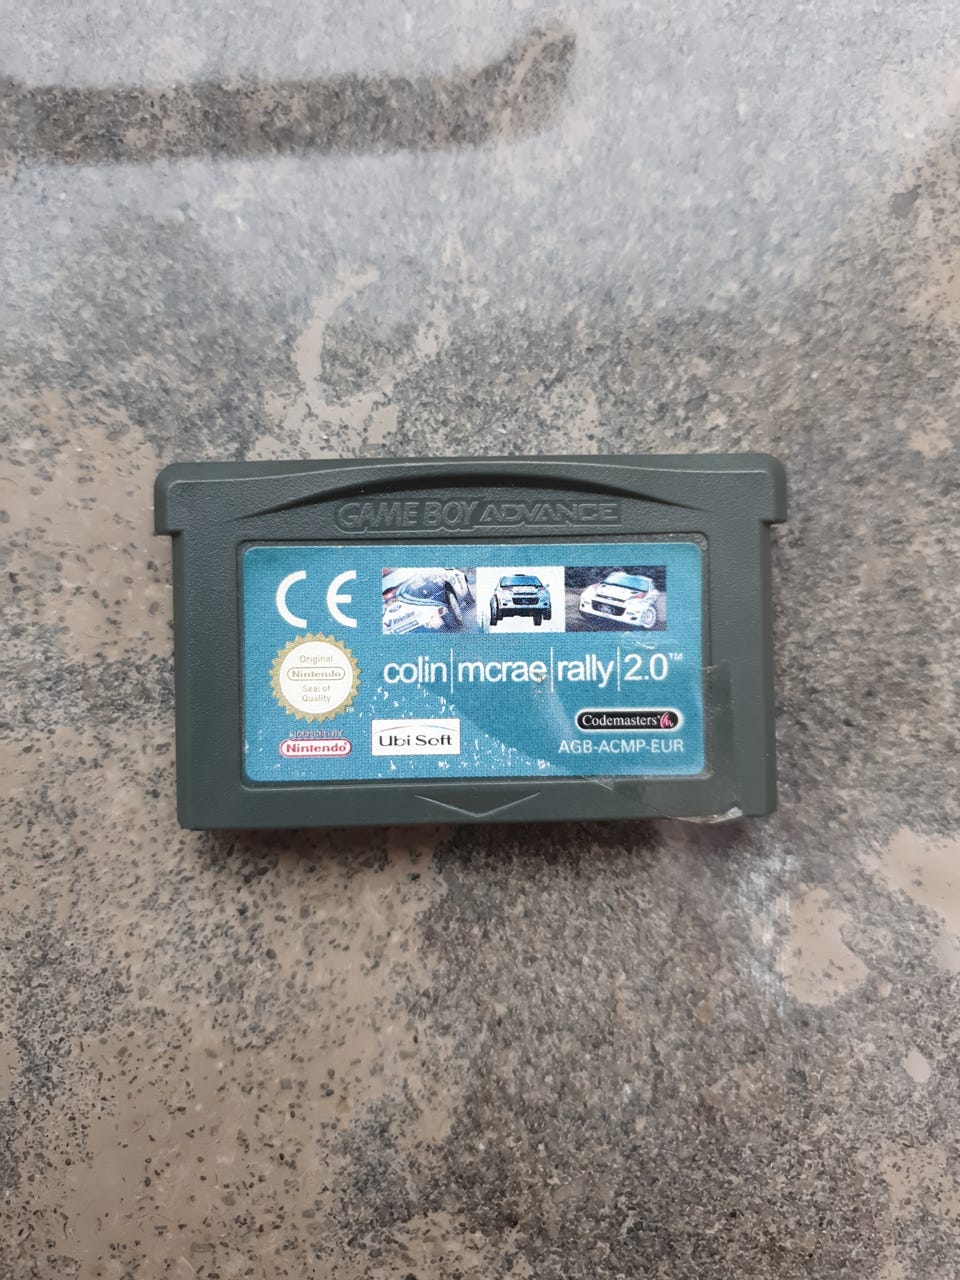 GAME BOY ADVANCE
CE
colin|mcrae|rally|2.0™
Original
Nintendo
Seal of
Quality
Nintendo
Ubi Soft
Codemasters
AGB-ACMP-EUR